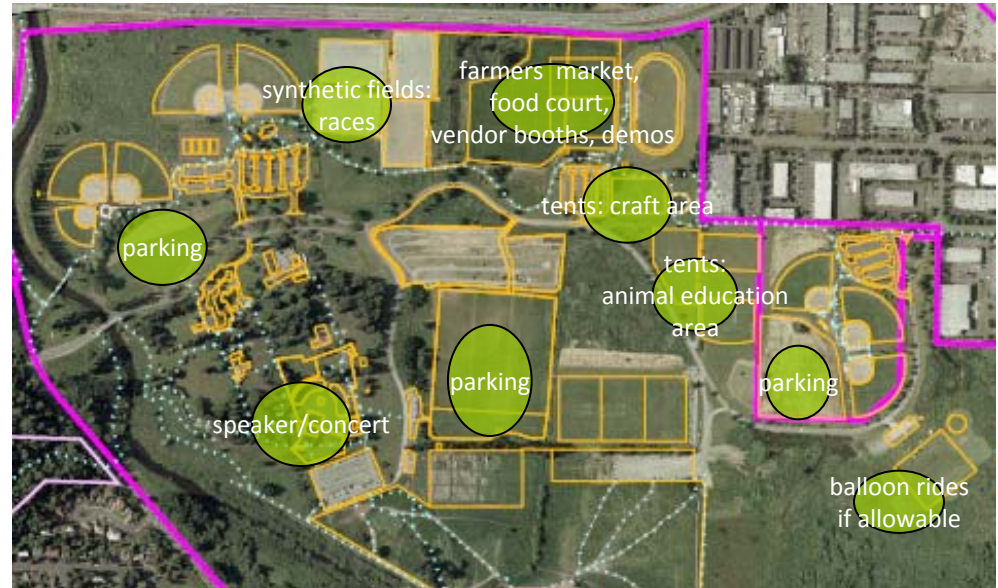 synthetic fields:
races
farmers market,
food court,
vendor booths, demos
tents: craft area
parking
tents:
animal education
area
parking
parking
speaker/concert
balloon rides
if allowable